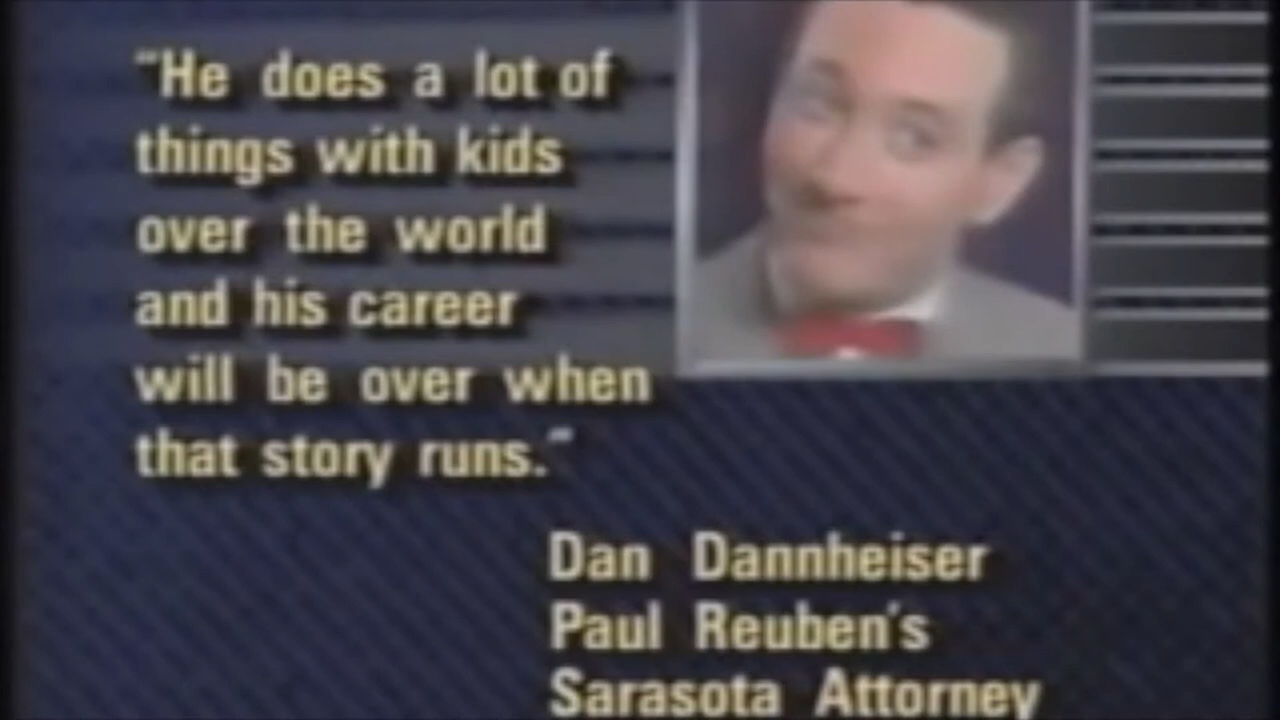 "He does a lot of
things with kids
over the world
and his career
will be over when
that story runs."
Dan Dannheiser
Paul Reuben's
Sarasota Attorney